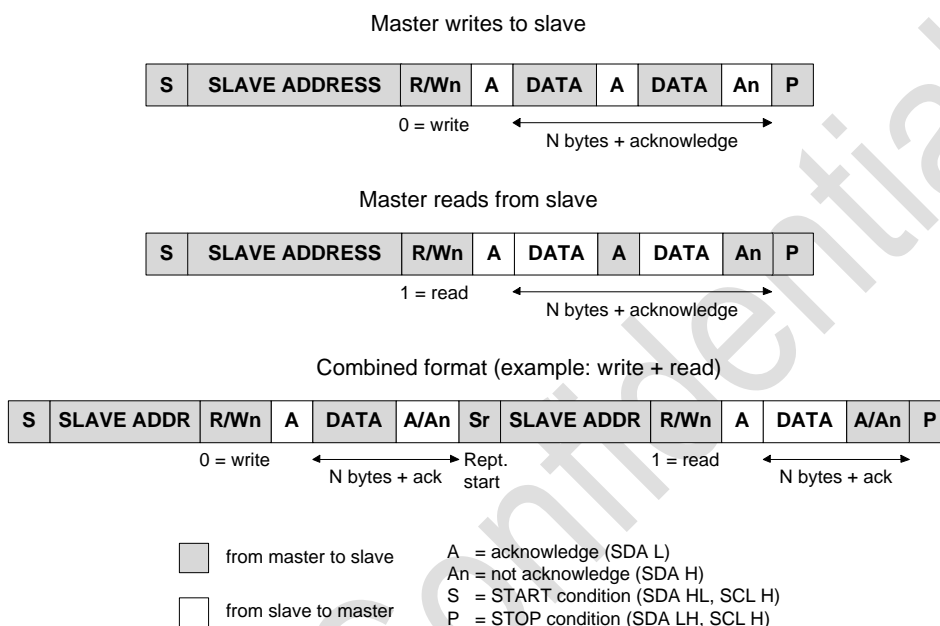 Master writes to slave
S SLAVE ADDRESS R/Wn A DATA A DATA An P
0 = write
N bytes + acknowledge
Master reads from slave
S SLAVE ADDRESS R/Wn A DATA A DATA An P
1 = read
N bytes + acknowledge
Combined format (example: write + read)
S SLAVE ADDR R/Wn A DATA A/An Sr SLAVE ADDR R/Wn A DATA A/An P
0 = write
N bytes + ack
Rept.
start
1 = read
N bytes + ack
from master to slave
from slave to master
A = acknowledge (SDA L)
An = not acknowledge (SDA H)
S = START condition (SDA HL, SCL H)
P = STOP condition (SDA LH, SCL H)
Confidential